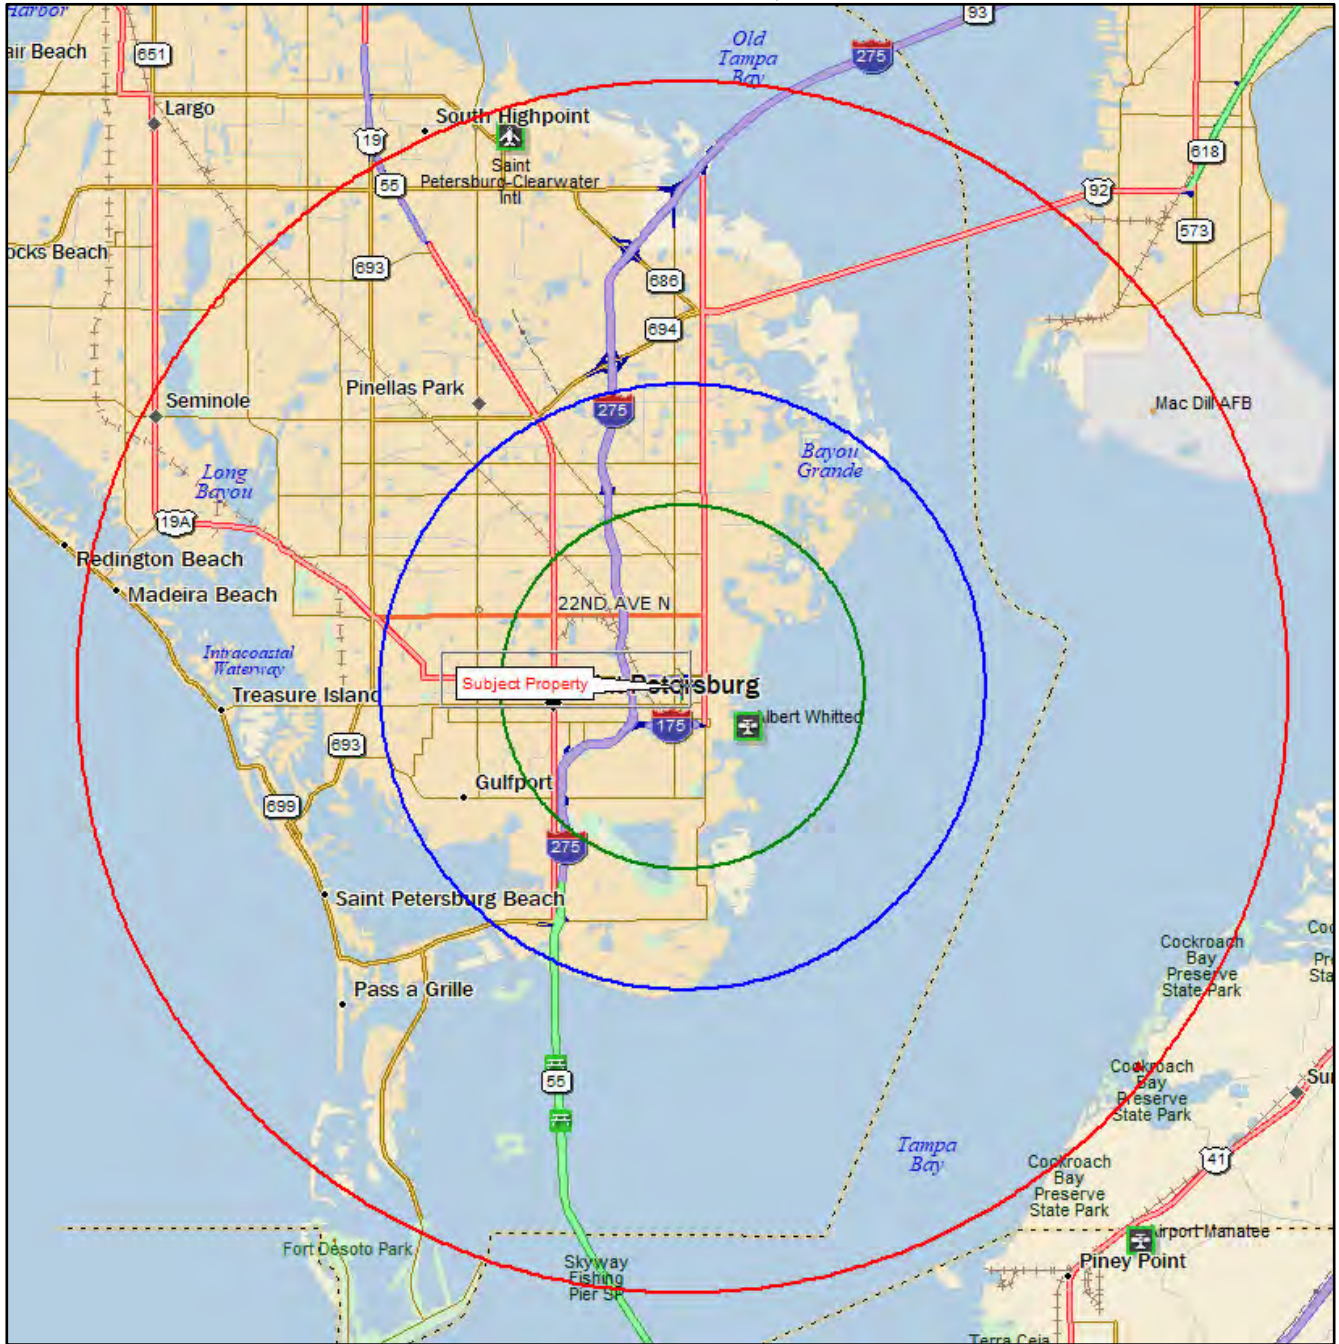 Harbor
93
Old
Tampa
Bay
275
air Beach
651
Largo
South Highpoint
19
618
Saint
Petersburg-Clearwater
Intl
55
92
573
ocks Beach
693
686
694
Pinellas Park
Seminole
275
Mac Dill AFB
Bayou
Grande
Long
Bayou
19A
Redington Beach
Madeira Beach
22ND AVE N
Intracoastal
Waterway
Subject Property
Petersburg
Treasure Island
175
Albert Whitted
693
Gulfport
699
275
Saint Petersburg Beach
Cockroach
Bay
Preserve
State Park
Pass a Grille
55
Cockroach
Bay
Preserve
State Park
Tampa
Bay
41
Cockroach
Bay
Preserve
State Park
Airport Manatee
Fort Desoto Park
Skyway
Fishing
Pier SP
Piney Point
Terra Ceia